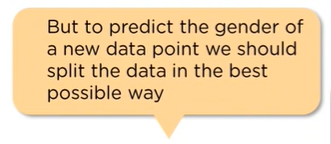 But to predict the gender of
a new data point we should
split the data in the best
possible way